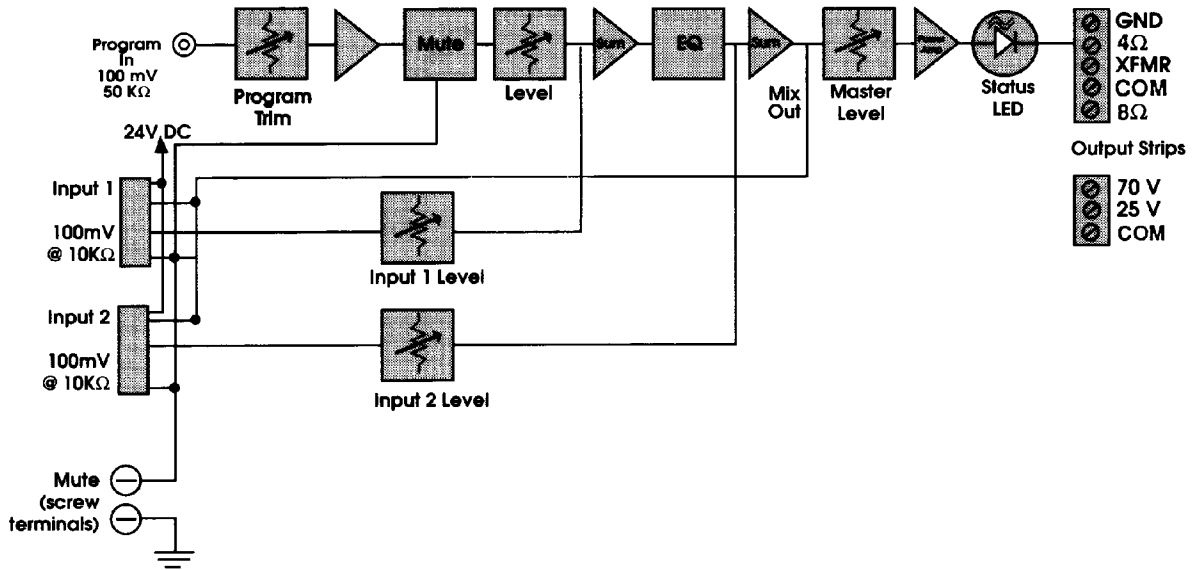 Program
In
100 mV
50 KΩ
Program
Trim
Mute
Level
Sum
EQ
Sum
Mix
Out
Master
Level
Power
Amp
Status
LED
GND
4Ω
XFMR
COM
8Ω
Output Strips
70 V
25 V
COM
24V DC
Input 1
100mV
@ 10KΩ
Input 1 Level
Input 2
100mV
@ 10KΩ
Input 2 Level
Mute
(screw
terminals)